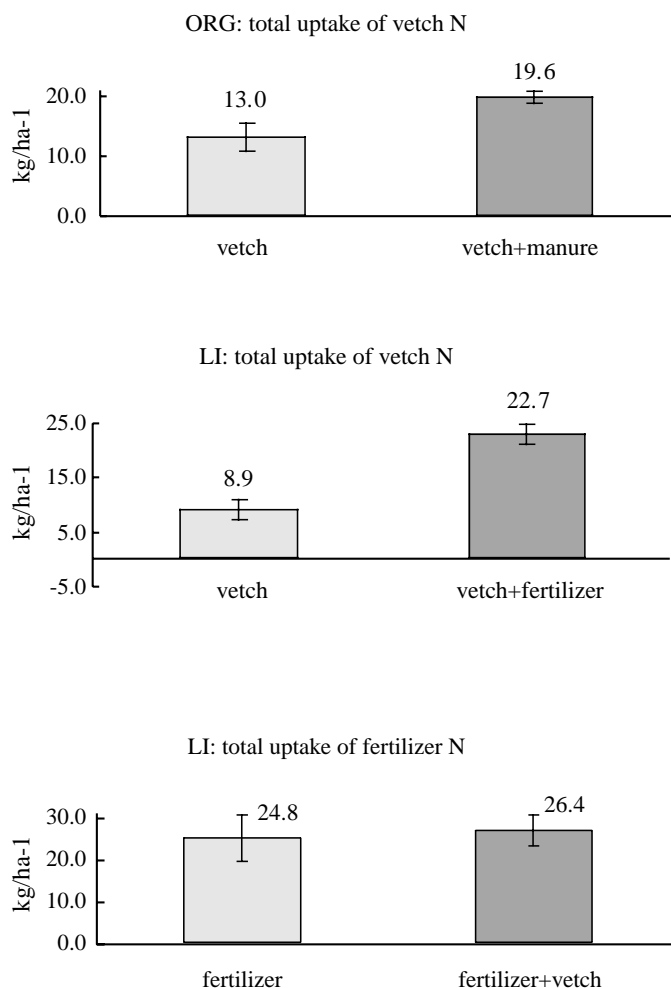 ORG: total uptake of vetch N
19.6
20.0
13.0
kg/ha-1
10.0
0.0
vetch vetch+manure
LI: total uptake of vetch N
25.0
22.7
15.0
8.9
kg/ha-1
5.0
-5.0
vetch vetch+fertilizer
LI: total uptake of fertilizer N
30.0
24.8
26.4
20.0
kg/ha-1
10.0
0.0
fertilizer fertilizer+vetch